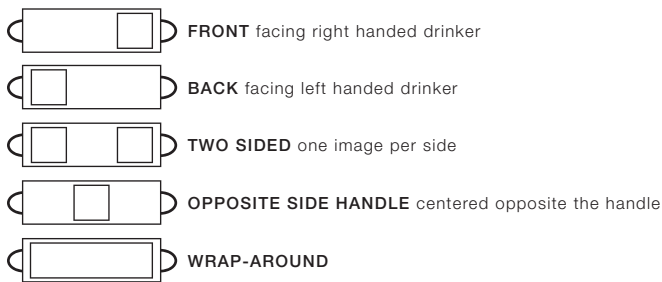 FRONT facing right handed drinker
BACK facing left handed drinker
TWO SIDED one image per side
OPPOSITE SIDE HANDLE centered opposite the handle
WRAP-AROUND